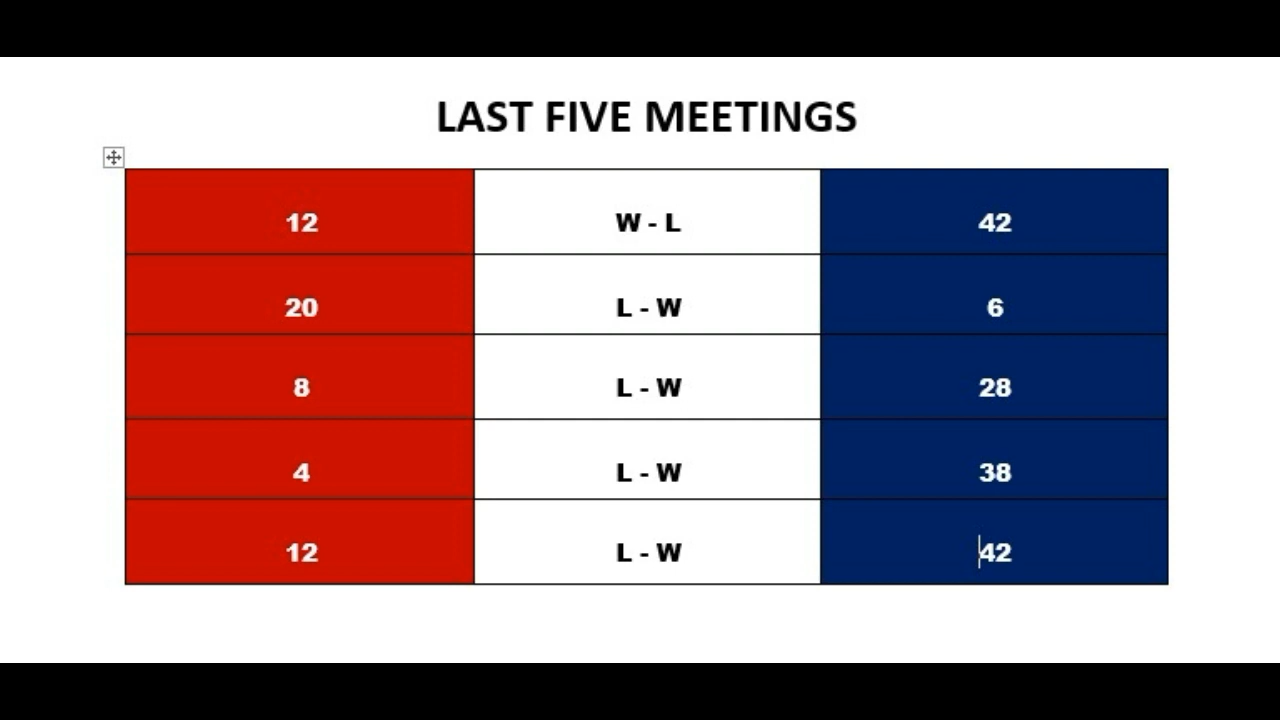 LAST FIVE MEETINGS
12 W - L 42
20 L - W 6
8 L - W 28
4 L - W 38
12 L - W 42